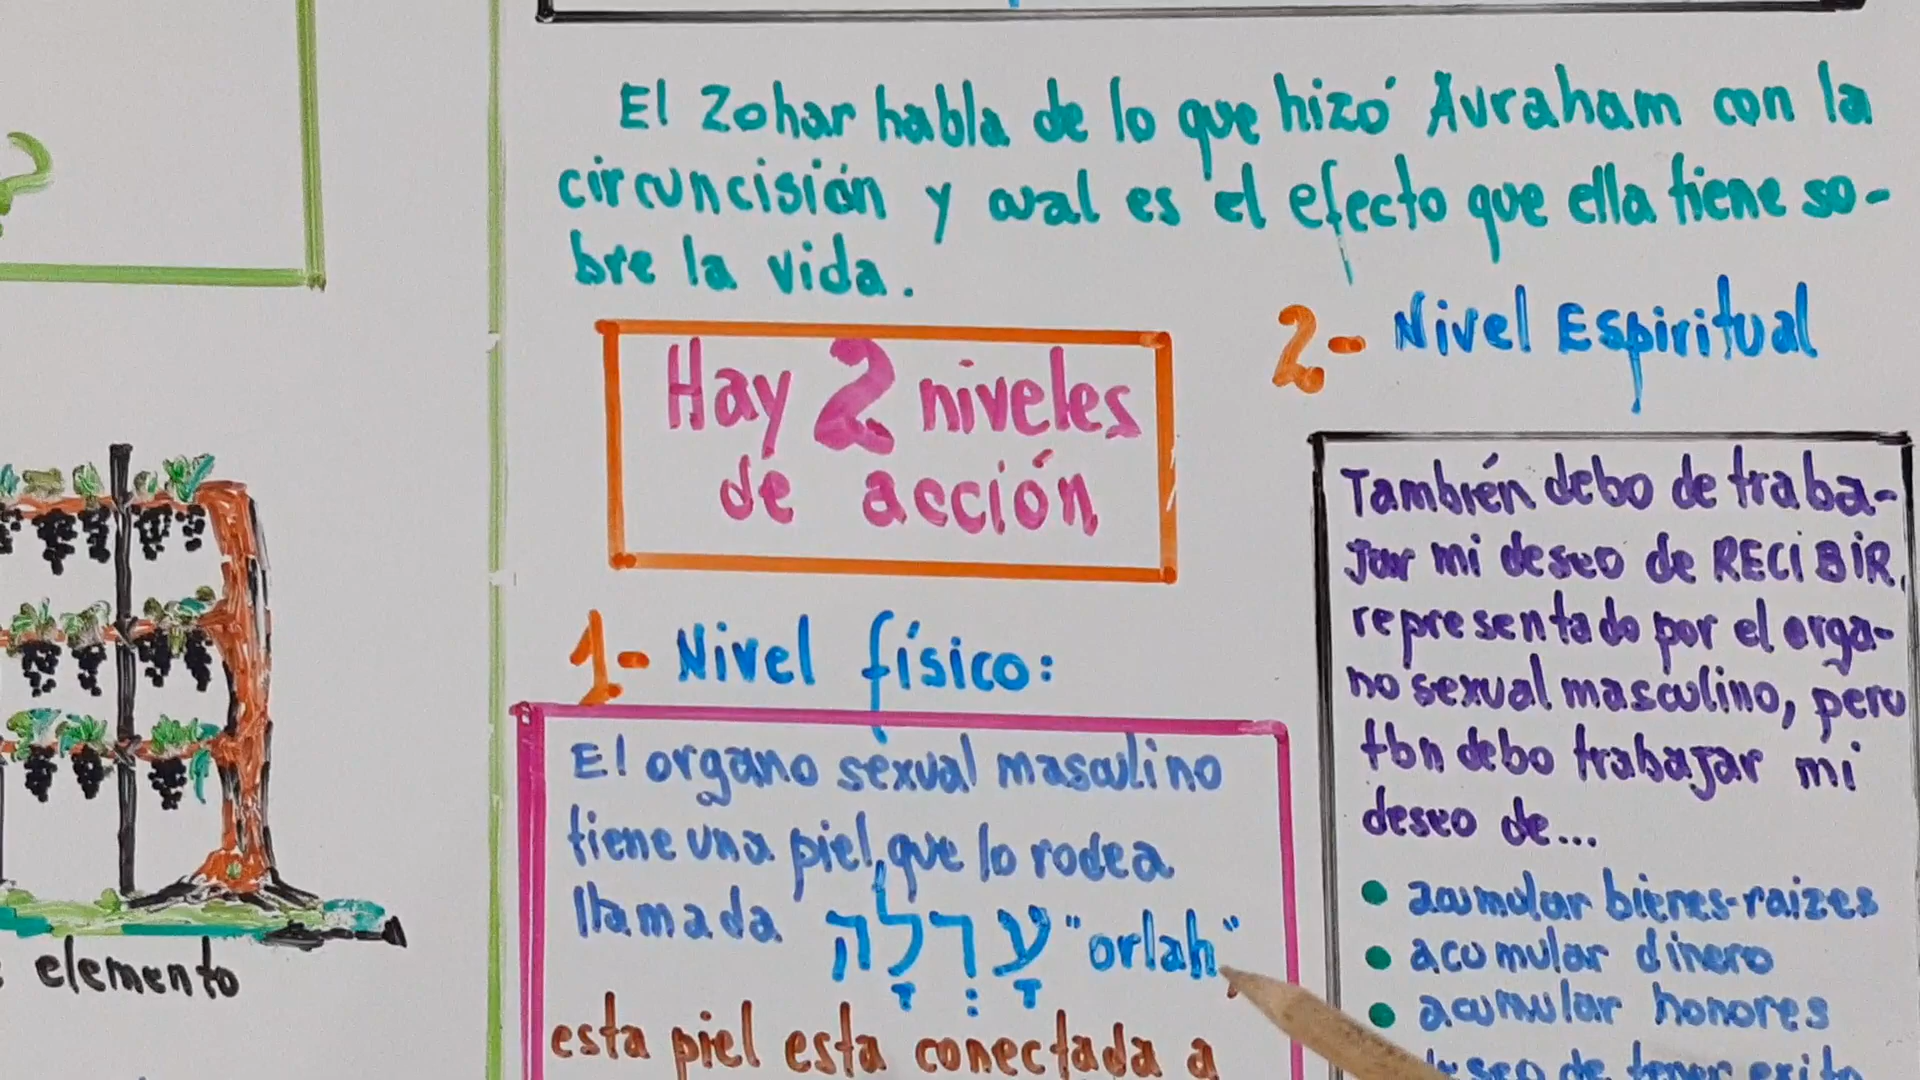 El Zohar habla de lo que hizó Avraham con la
circuncisión y cual es el efecto que ella tiene so-
bre la vida.
Hay 2 niveles
de acción
1- Nivel físico:
El organo sexual masculino
tiene una piel, que lo rodea
llamada עָרְלָה "orlah"
esta piel esta conectada a
2- Nivel Espiritual
También debo de traba-
jar mi deseo de RECIBIR,
representado por el orga-
no sexual masculino, pero
tbn debo trabajar mi
deseo de...
• acumular bienes-raizes
• acumular dinero
• acumular honores
deseo de tener exito
elemento